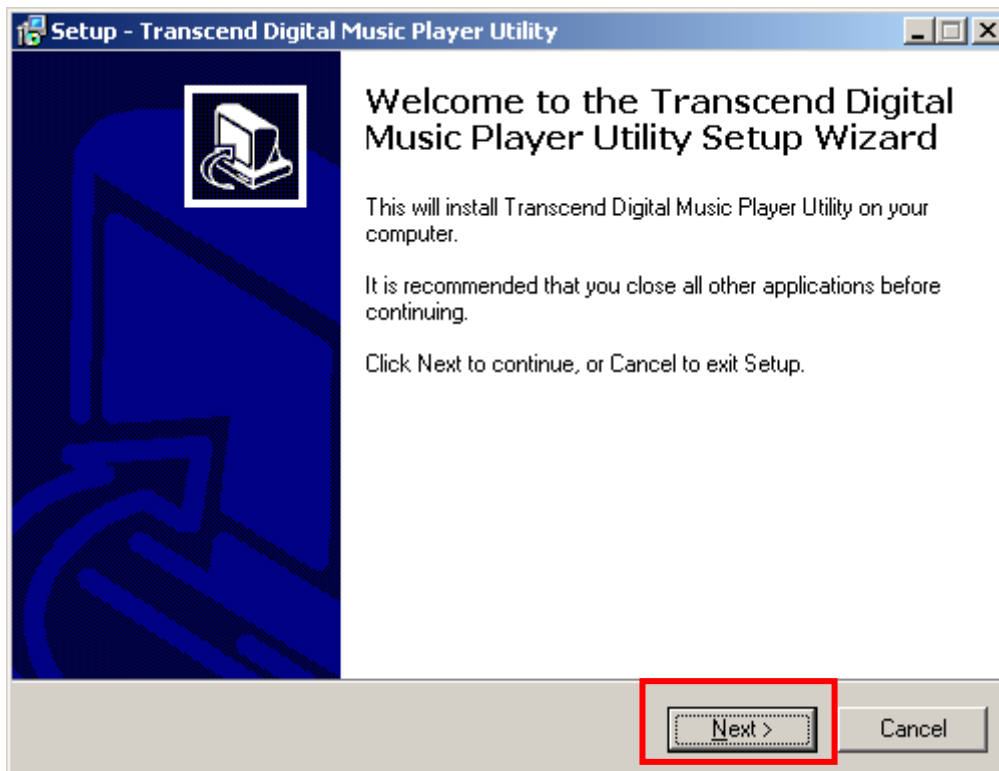 Setup - Transcend Digital Music Player Utility
Welcome to the Transcend Digital
Music Player Utility Setup Wizard
This will install Transcend Digital Music Player Utility on your
computer.
It is recommended that you close all other applications before
continuing.
Click Next to continue, or Cancel to exit Setup.
Next >
Cancel